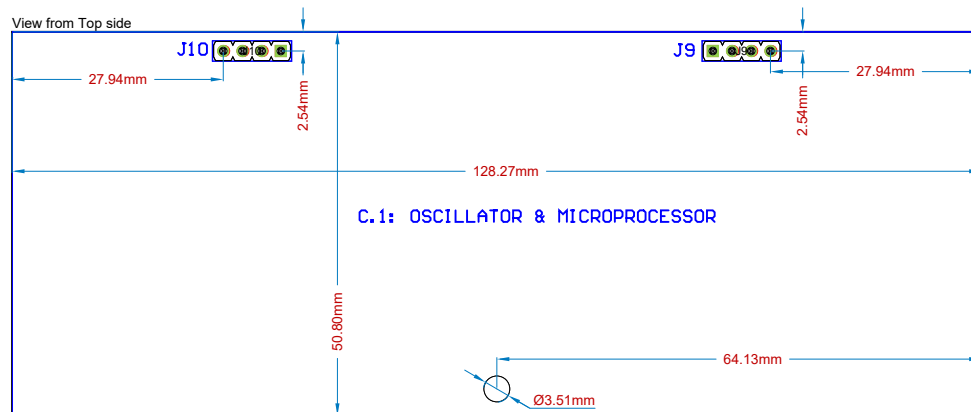 View from Top side
J10
J9
27.94mm
27.94mm
2.54mm
2.54mm
128.27mm
C.1: OSCILLATOR & MICROPROCESSOR
50.80mm
64.13mm
Ø3.51mm